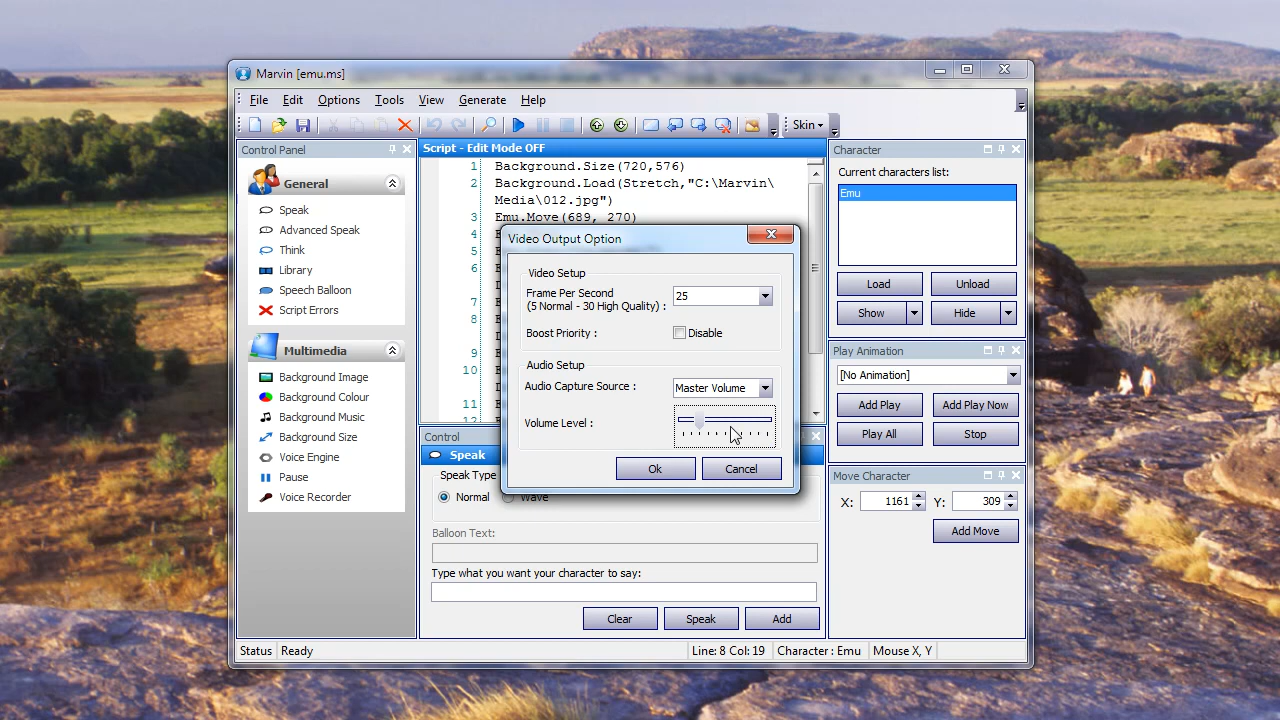 Marvin [emu.ms]
File Edit Options Tools View Generate Help
Skin
Control Panel
General
Speak
Advanced Speak
Think
Library
Speech Balloon
Script Errors
Multimedia
Background Image
Background Colour
Background Music
Background Size
Voice Engine
Pause
Voice Recorder
Script - Edit Mode OFF
1 Background.Size(720,576)
2 Background.Load(Stretch,"C:\Marvin\
Media\012.jpg")
3 Emu.Move(689, 270)
4
5
6
7
8
9
10
11
12
Video Output Option
Video Setup
Frame Per Second
(5 Normal - 30 High Quality) :
25
Boost Priority :
Disable
Audio Setup
Audio Capture Source :
Master Volume
Volume Level :
Ok Cancel
Control
Speak
Speak Type
Normal Wave
Balloon Text:
Type what you want your character to say:
Clear Speak Add
Character
Current characters list:
Emu
Load Unload
Show Hide
Play Animation
[No Animation]
Add Play Add Play Now
Play All Stop
Move Character
X: 1161 Y: 309
Add Move
Status Ready Line: 8 Col: 19 Character : Emu Mouse X, Y